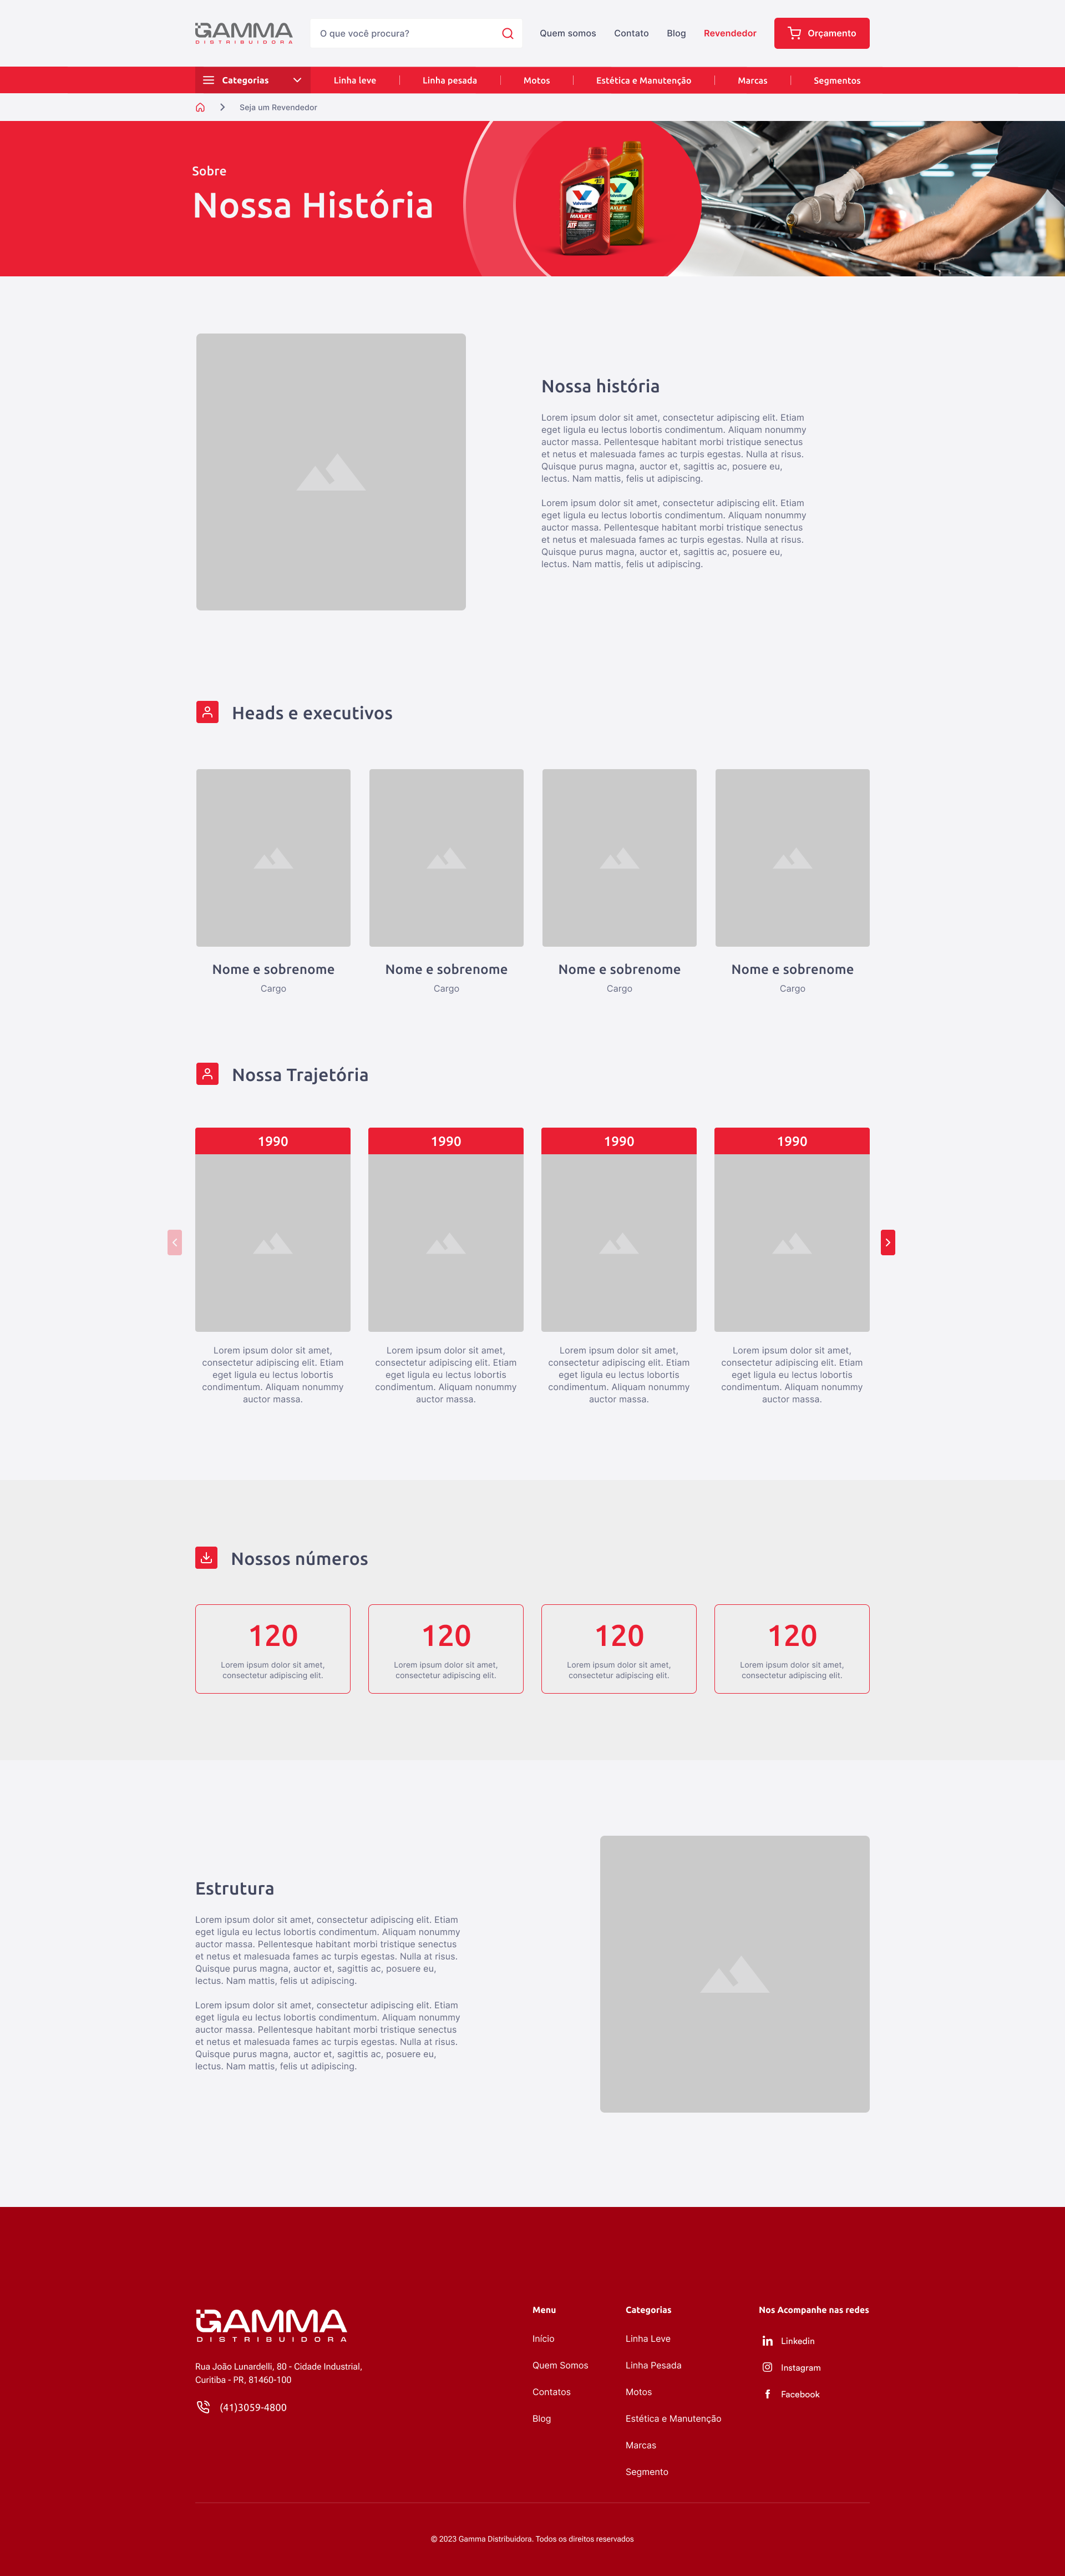 GAMMA
DISTRIBUIDORA
O que você procura?
Quem somos
Contato
Blog
Revendedor
Orçamento
Categorias
Linha leve
Linha pesada
Motos
Estética e Manutenção
Marcas
Segmentos
Seja um Revendedor
Sobre
Nossa História
Valvoline
MAXLIFE
ATF
Nossa história
Lorem ipsum dolor sit amet, consectetur adipiscing elit. Etiam
eget ligula eu lectus lobortis condimentum. Aliquam nonummy
auctor massa. Pellentesque habitant morbi tristique senectus
et netus et malesuada fames ac turpis egestas. Nulla at risus.
Quisque purus magna, auctor et, sagittis ac, posuere eu,
lectus. Nam mattis, felis ut adipiscing.
Lorem ipsum dolor sit amet, consectetur adipiscing elit. Etiam
eget ligula eu lectus lobortis condimentum. Aliquam nonummy
auctor massa. Pellentesque habitant morbi tristique senectus
et netus et malesuada fames ac turpis egestas. Nulla at risus.
Quisque purus magna, auctor et, sagittis ac, posuere eu,
lectus. Nam mattis, felis ut adipiscing.
Heads e executivos
Nome e sobrenome
Cargo
Nome e sobrenome
Cargo
Nome e sobrenome
Cargo
Nome e sobrenome
Cargo
Nossa Trajetória
1990
Lorem ipsum dolor sit amet,
consectetur adipiscing elit. Etiam
eget ligula eu lectus lobortis
condimentum. Aliquam nonummy
auctor massa.
1990
Lorem ipsum dolor sit amet,
consectetur adipiscing elit. Etiam
eget ligula eu lectus lobortis
condimentum. Aliquam nonummy
auctor massa.
1990
Lorem ipsum dolor sit amet,
consectetur adipiscing elit. Etiam
eget ligula eu lectus lobortis
condimentum. Aliquam nonummy
auctor massa.
1990
Lorem ipsum dolor sit amet,
consectetur adipiscing elit. Etiam
eget ligula eu lectus lobortis
condimentum. Aliquam nonummy
auctor massa.
Nossos números
120
Lorem ipsum dolor sit amet,
consectetur adipiscing elit.
120
Lorem ipsum dolor sit amet,
consectetur adipiscing elit.
120
Lorem ipsum dolor sit amet,
consectetur adipiscing elit.
120
Lorem ipsum dolor sit amet,
consectetur adipiscing elit.
Estrutura
Lorem ipsum dolor sit amet, consectetur adipiscing elit. Etiam
eget ligula eu lectus lobortis condimentum. Aliquam nonummy
auctor massa. Pellentesque habitant morbi tristique senectus
et netus et malesuada fames ac turpis egestas. Nulla at risus.
Quisque purus magna, auctor et, sagittis ac, posuere eu,
lectus. Nam mattis, felis ut adipiscing.
Lorem ipsum dolor sit amet, consectetur adipiscing elit. Etiam
eget ligula eu lectus lobortis condimentum. Aliquam nonummy
auctor massa. Pellentesque habitant morbi tristique senectus
et netus et malesuada fames ac turpis egestas. Nulla at risus.
Quisque purus magna, auctor et, sagittis ac, posuere eu,
lectus. Nam mattis, felis ut adipiscing.
GAMMA
DISTRIBUIDORA
Rua João Lunardelli, 80 - Cidade Industrial,
Curitiba - PR, 81460-100
(41)3059-4800
Menu
Início
Quem Somos
Contatos
Blog
Categorias
Linha Leve
Linha Pesada
Motos
Estética e Manutenção
Marcas
Segmento
Nos Acompanhe nas redes
Linkedin
Instagram
Facebook
© 2023 Gamma Distribuidora. Todos os direitos reservados